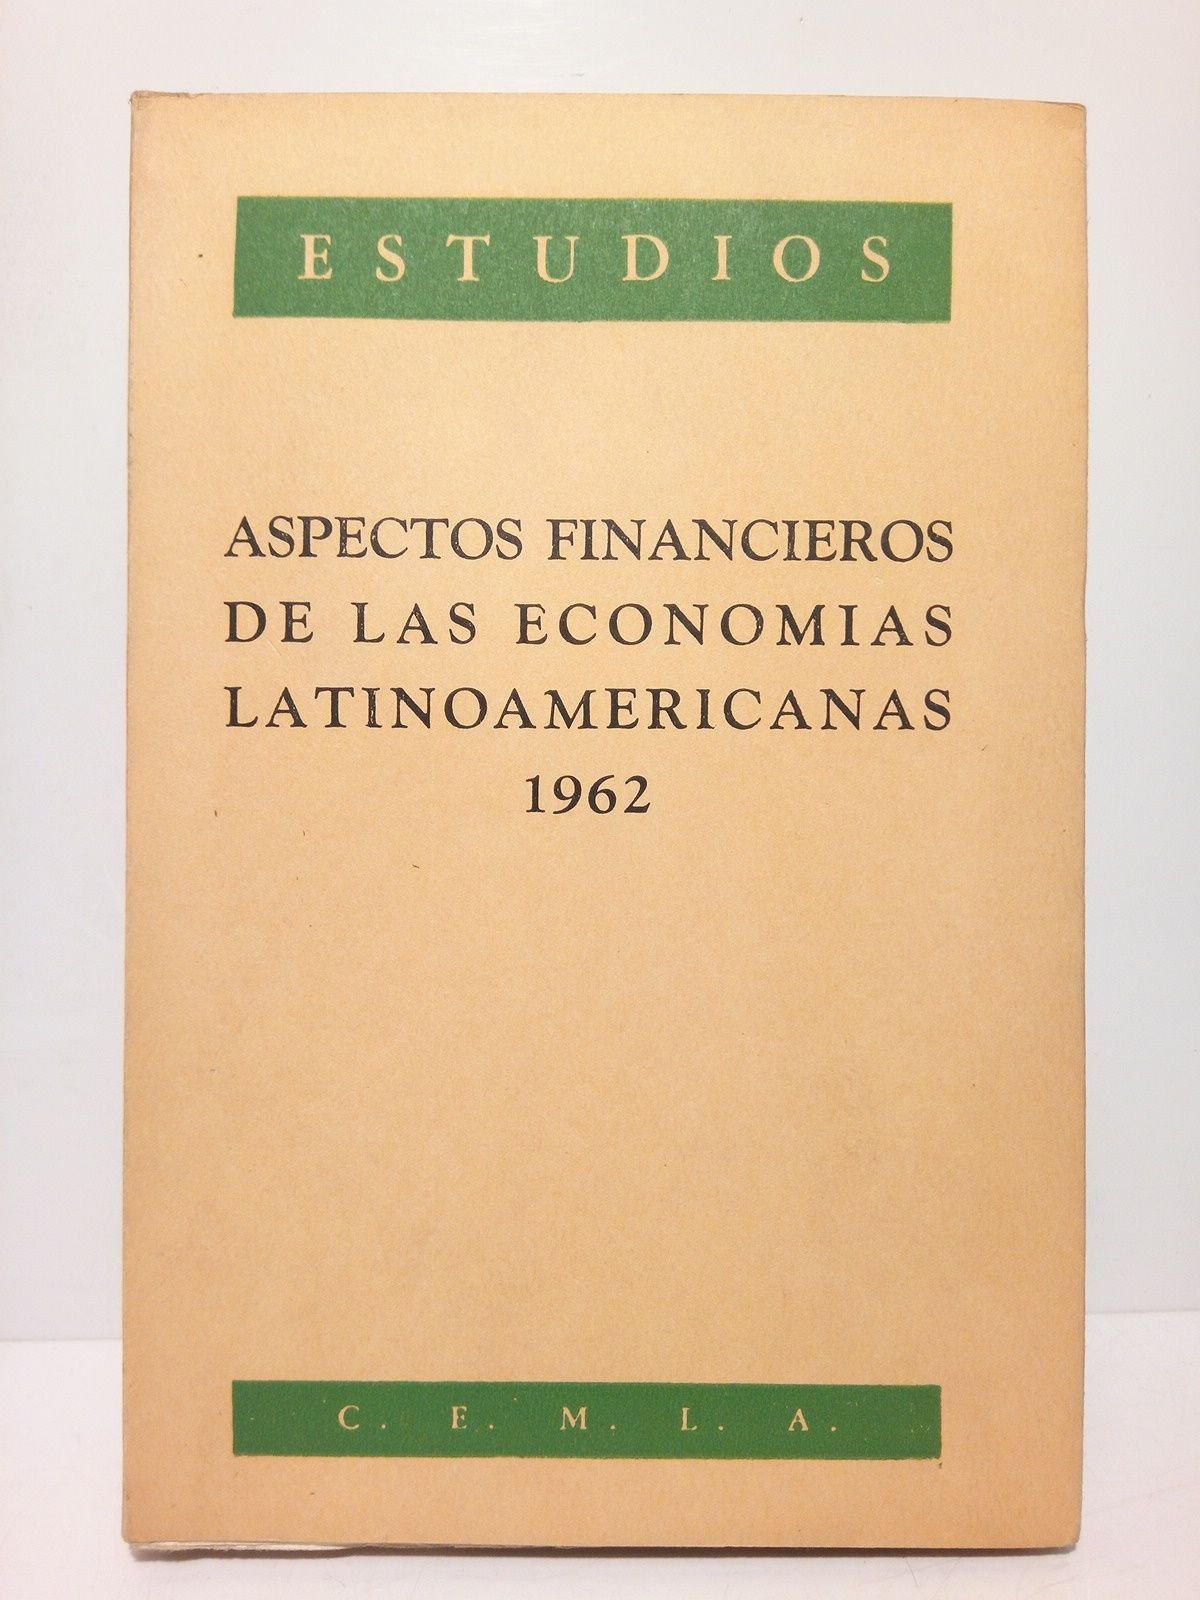 ESTUDIOS
ASPECTOS FINANCIEROS
DE LAS ECONOMIAS
LATINOAMERICANAS
1962
C. E. M. L. A.